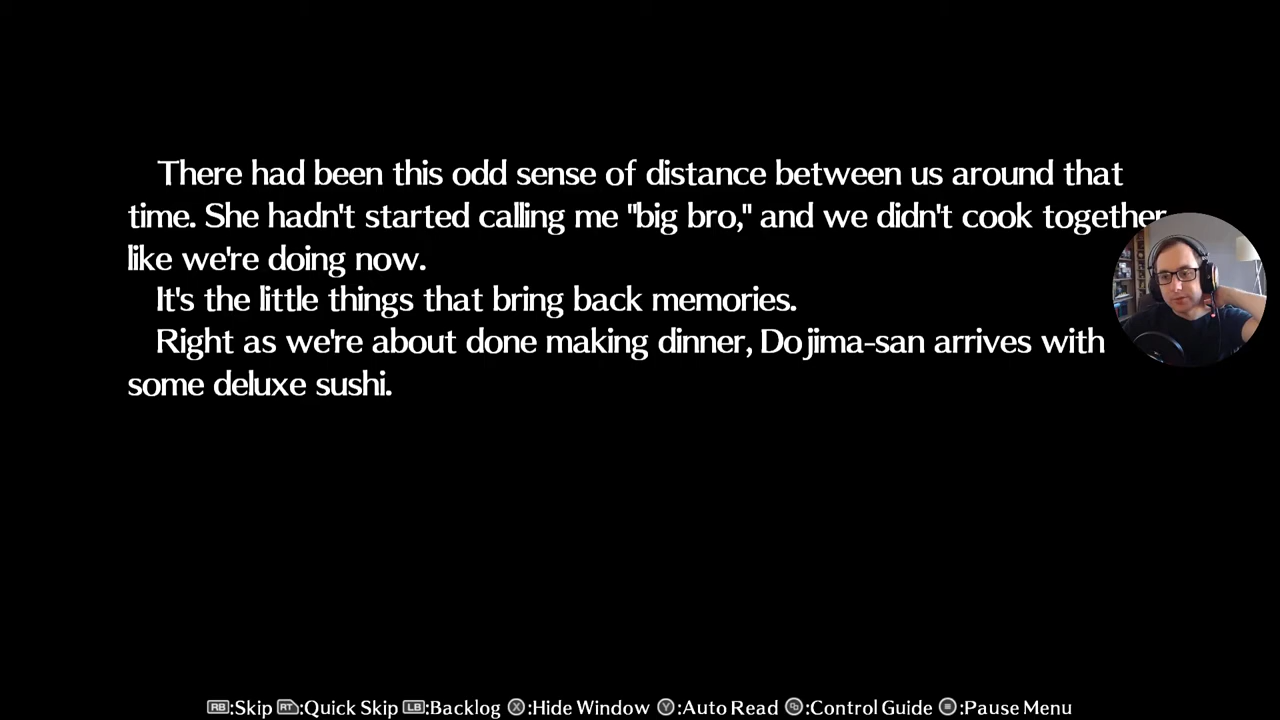 There had been this odd sense of distance between us around that
time. She hadn't started calling me "big bro," and we didn't cook together
like we're doing now.
It's the little things that bring back memories.
Right as we're about done making dinner, Dojima-san arrives with
some deluxe sushi.
RB:Skip RT:Quick Skip LB:Backlog X:Hide Window Y:Auto Read :Control Guide :Pause Menu